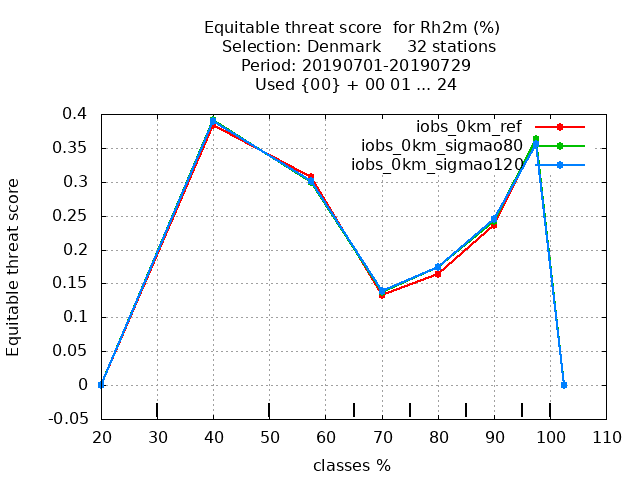 Equitable threat score  for Rh2m (%)
Selection: Denmark     32 stations
Period: 20190701-20190729
Used {00} + 00 01 ... 24
iobs_0km_ref
iobs_0km_sigmao80
iobs_0km_sigmao120
Equitable threat score
0.4
0.35
0.3
0.25
0.2
0.15
0.1
0.05
0
-0.05
20 30 40 50 60 70 80 90 100 110
classes %